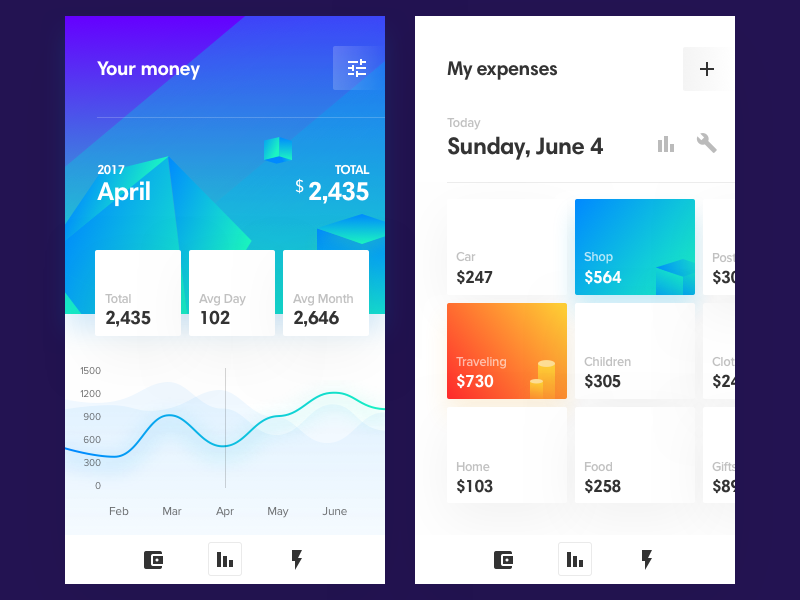 Your money
2017
April
TOTAL
$ 2,435
Total
2,435
Avg Day
102
Avg Month
2,646
1500
1200
900
600
300
0
Feb Mar Apr May June
My expenses
Today
Sunday, June 4
Car
$247
Shop
$564
Post
$30
Traveling
$730
Children
$305
Clot
$24
Home
$103
Food
$258
Gifts
$89